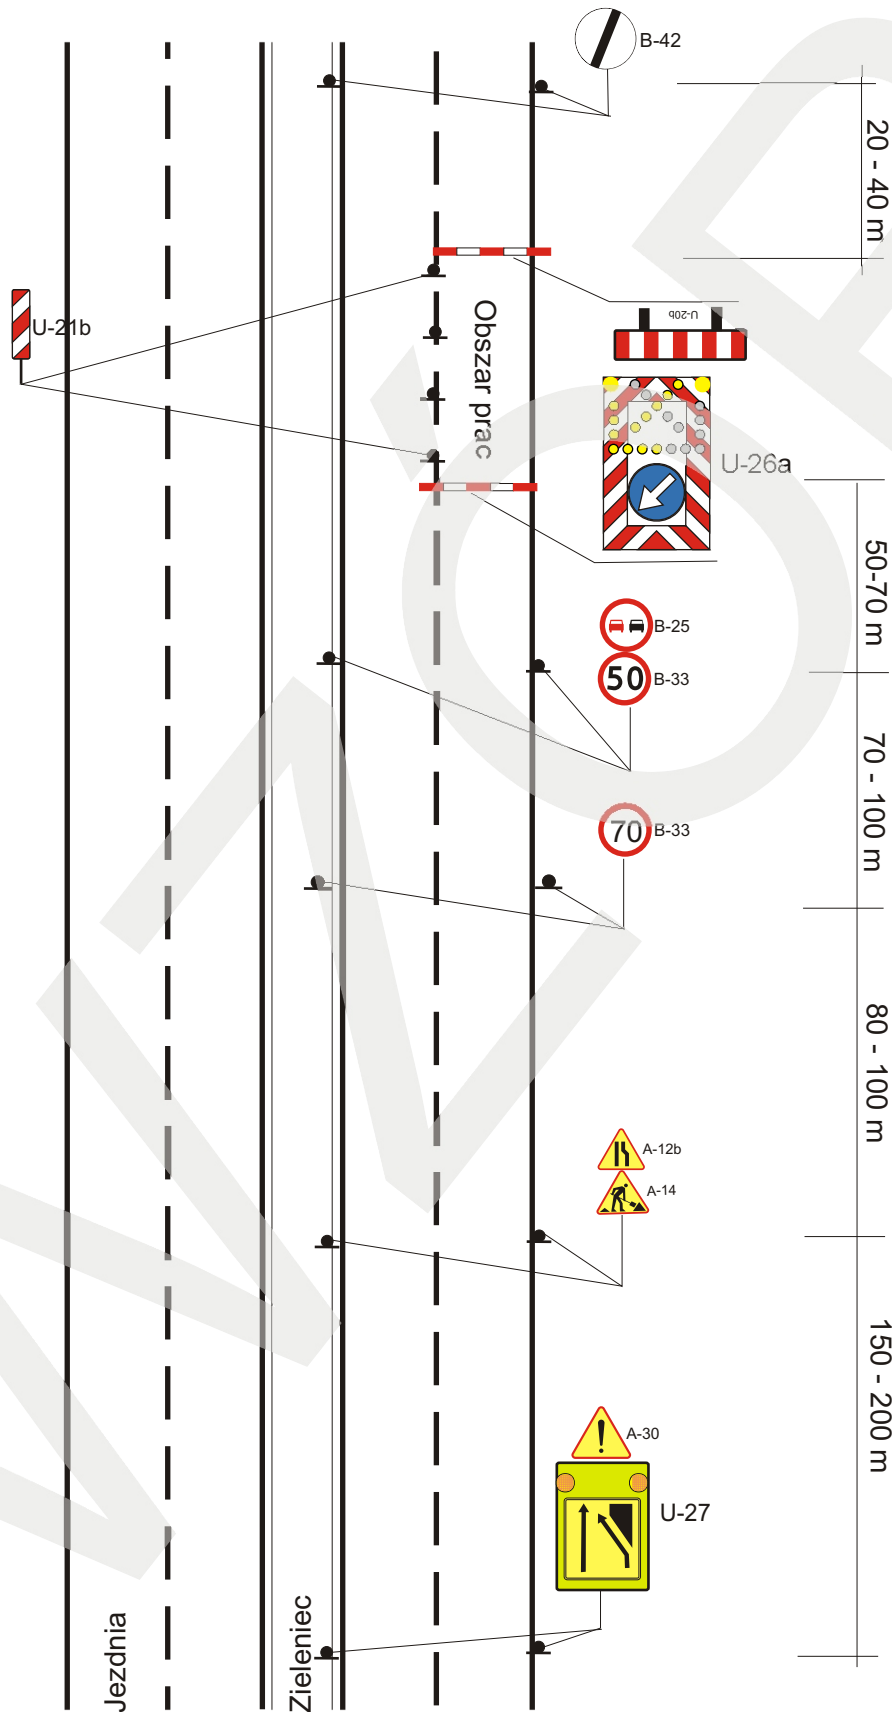 B-42
20 - 40 m
U-21b
U-20b
Obszar prac
U-26a
50-70 m
B-25
50
B-33
70 - 100 m
70
B-33
80 - 100 m
A-12b
A-14
150 - 200 m
A-30
U-27
Jezdnia
Zieleniec
WZÓR